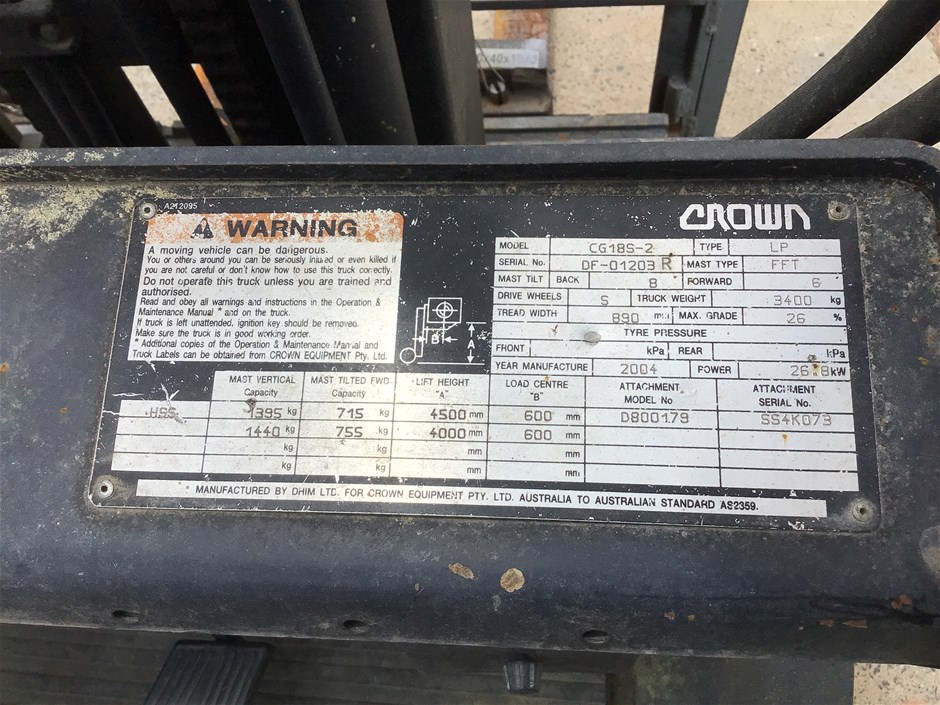 x40x1
A212095
WARNING
A moving vehicle can be dangerous.
You or others around you can be seriously injured or even killed if
you are not careful or don't know how to use this truck correctly.
Do not operate this truck unless you are trained and
authorised.
Read and obey all warnings and instructions in the Operation &
Maintenance Manual * and on the truck.
If truck is left unattended, ignition key should be removed.
Make sure the truck is in good working order.
* Additional copies of the Operation & Maintenance Manual and
Truck Labels can be obtained from CROWN EQUIPMENT Pty. Ltd.
B
A
CROWN
MODEL CG18S-2 TYPE LP
SERIAL No. DF-01203 R MAST TYPE FFT
MAST TILT BACK 8 FORWARD 6
DRIVE WHEELS S TRUCK WEIGHT 3400 kg
TREAD WIDTH 890 mm MAX. GRADE 26 %
TYRE PRESSURE
FRONT kPa REAR kPa
YEAR MANUFACTURE 2004 POWER 26.8 kW
MAST VERTICAL Capacity MAST TILTED FWD Capacity LIFT HEIGHT "A" LOAD CENTRE "B" ATTACHMENT MODEL No ATTACHMENT SERIAL No.
HSS 1395 kg 715 kg 4500 mm 600 mm D800179 SS4K073
1440 kg 755 kg 4000 mm 600 mm
kg kg mm mm
kg kg mm mm
MANUFACTURED BY DHIM LTD. FOR CROWN EQUIPMENT PTY. LTD. AUSTRALIA TO AUSTRALIAN STANDARD AS2359.